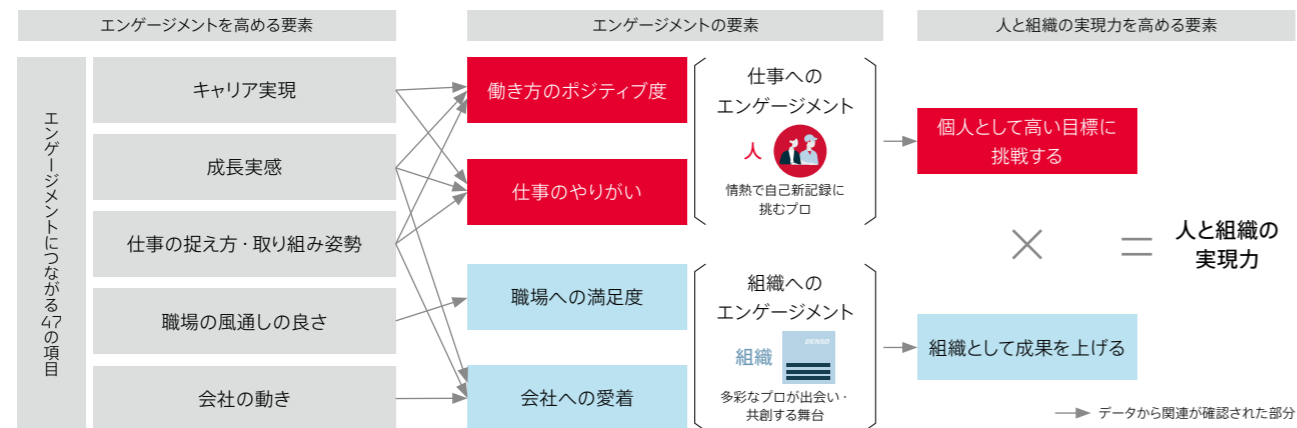 エンゲージメントを高める要素
エンゲージメントの要素
人と組織の実現力を高める要素
エンゲージメントにつながる47の項目
キャリア実現
成長実感
仕事の捉え方・取り組み姿勢
職場の風通しの良さ
会社の動き
働き方のポジティブ度
仕事のやりがい
職場への満足度
会社への愛着
仕事への
エンゲージメント
人
情熱で自己新記録に
挑むプロ
組織への
エンゲージメント
組織
DENSO
多彩なプロが出会い・
共創する舞台
個人として高い目標に
挑戦する
×
＝
人と組織の
実現力
組織として成果を上げる
データから関連が確認された部分